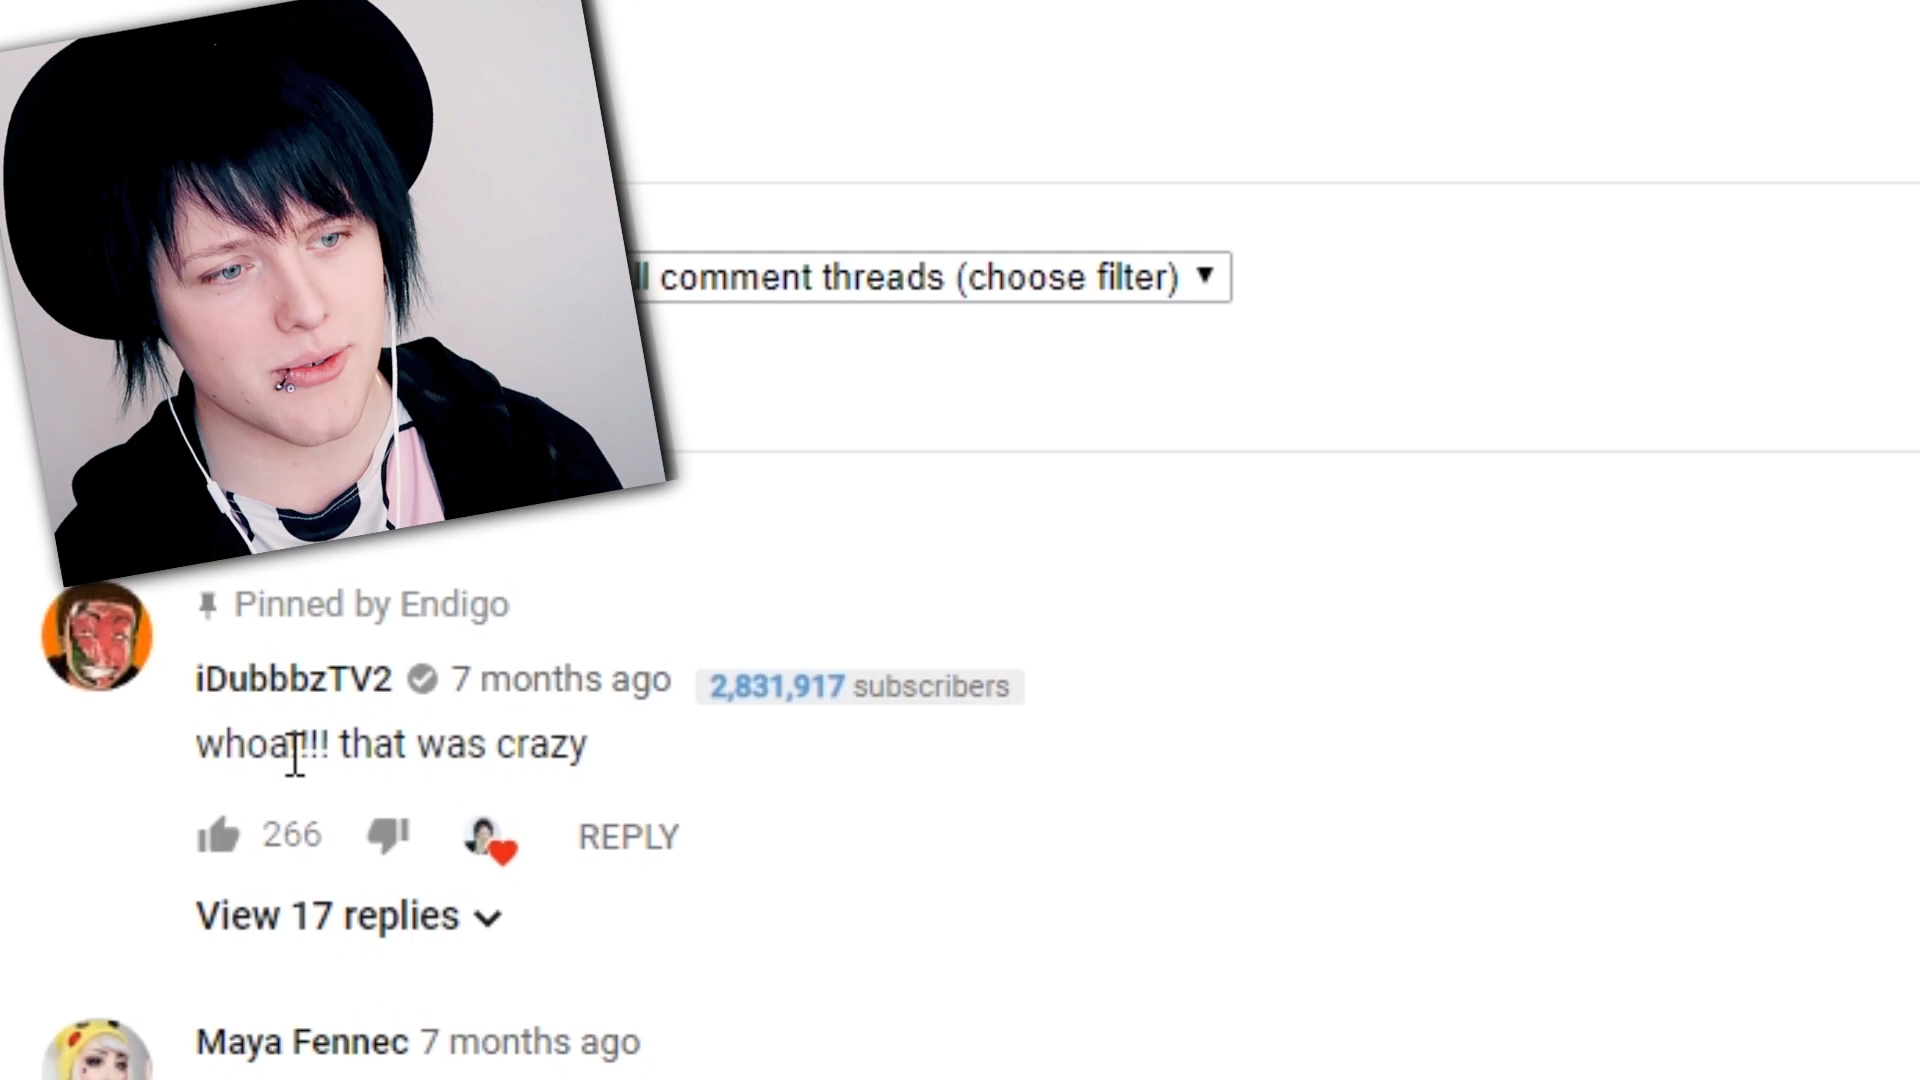 ll comment threads (choose filter) ▼
Pinned by Endigo
iDubbbzTV2 7 months ago 2,831,917 subscribers
whoa!!!! that was crazy
266 REPLY
View 17 replies
Maya Fennec 7 months ago